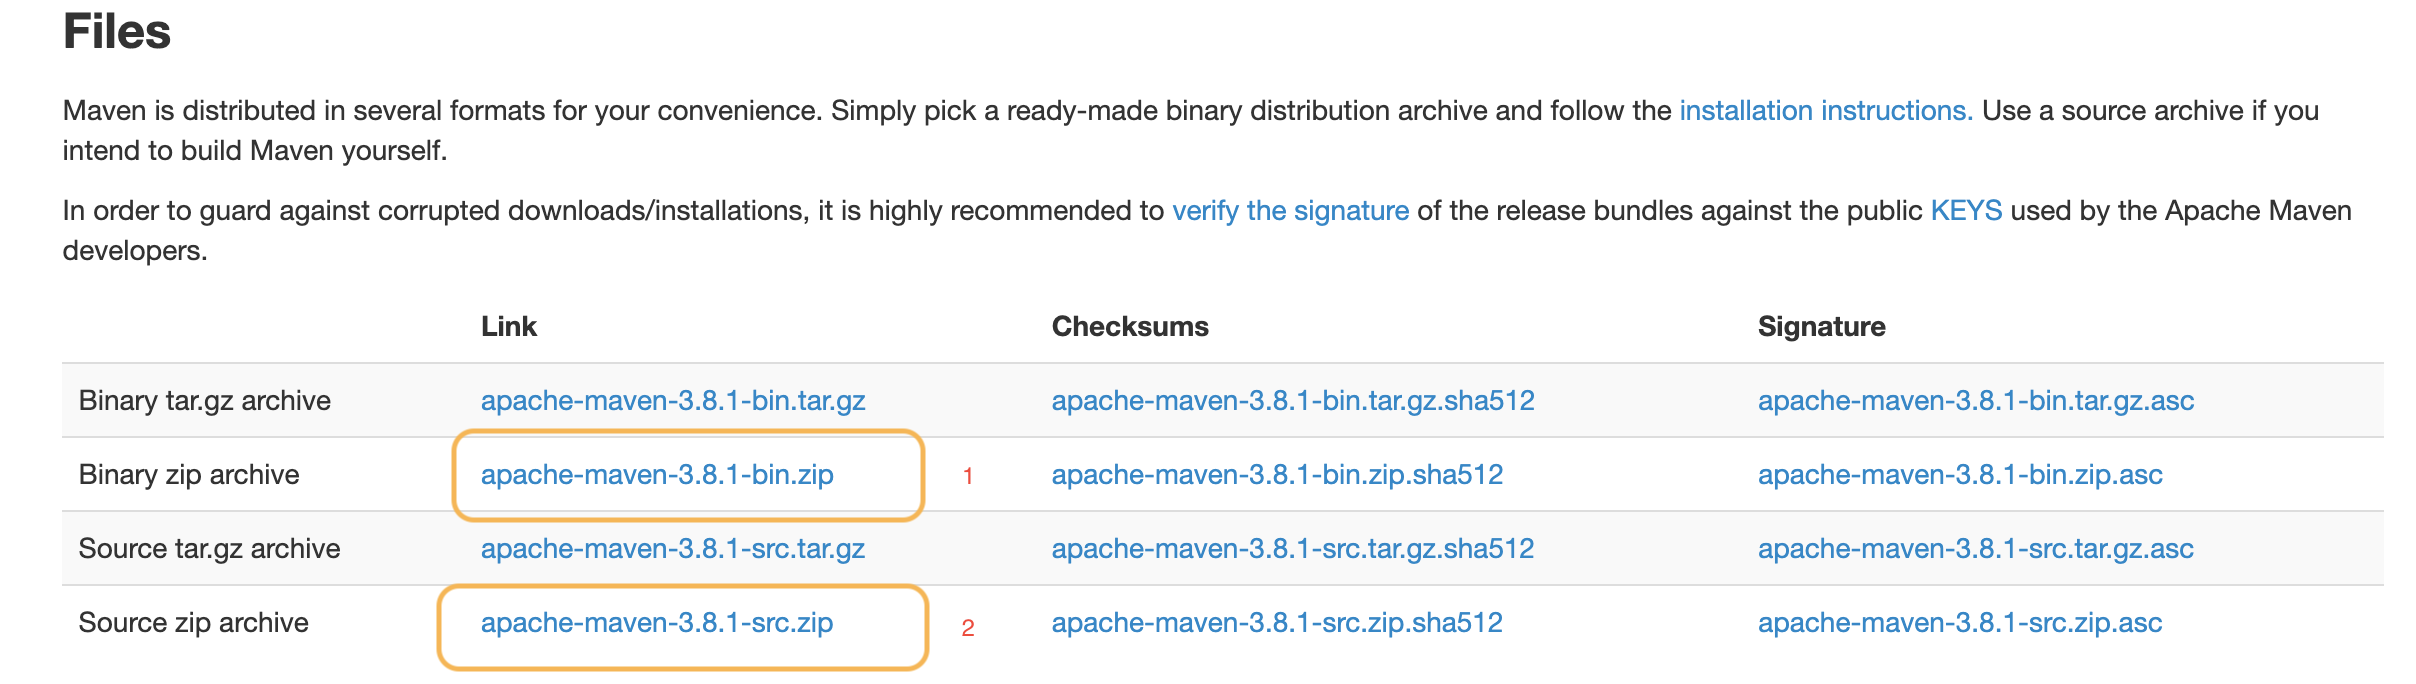 Files
Maven is distributed in several formats for your convenience. Simply pick a ready-made binary distribution archive and follow the installation instructions. Use a source archive if you
intend to build Maven yourself.
In order to guard against corrupted downloads/installations, it is highly recommended to verify the signature of the release bundles against the public KEYS used by the Apache Maven
developers.
Link Checksums Signature
Binary tar.gz archive apache-maven-3.8.1-bin.tar.gz apache-maven-3.8.1-bin.tar.gz.sha512 apache-maven-3.8.1-bin.tar.gz.asc
Binary zip archive apache-maven-3.8.1-bin.zip 1 apache-maven-3.8.1-bin.zip.sha512 apache-maven-3.8.1-bin.zip.asc
Source tar.gz archive apache-maven-3.8.1-src.tar.gz apache-maven-3.8.1-src.tar.gz.sha512 apache-maven-3.8.1-src.tar.gz.asc
Source zip archive apache-maven-3.8.1-src.zip 2 apache-maven-3.8.1-src.zip.sha512 apache-maven-3.8.1-src.zip.asc